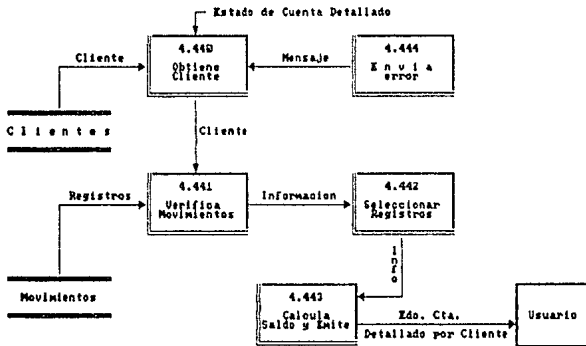 Estado de Cuenta Detallado
4.440
Obtiene
Cliente
4.444
E n v i a
error
Cliente
Mensaje
C l i e n t e s
Cliente
4.441
Verifica
Movimientos
4.442
Seleccionar
Registros
Registros
Informacion
Info
Movimientos
4.443
Calcula
Saldo y Emite
Edo. Cta.
Detallado por Cliente
Usuario